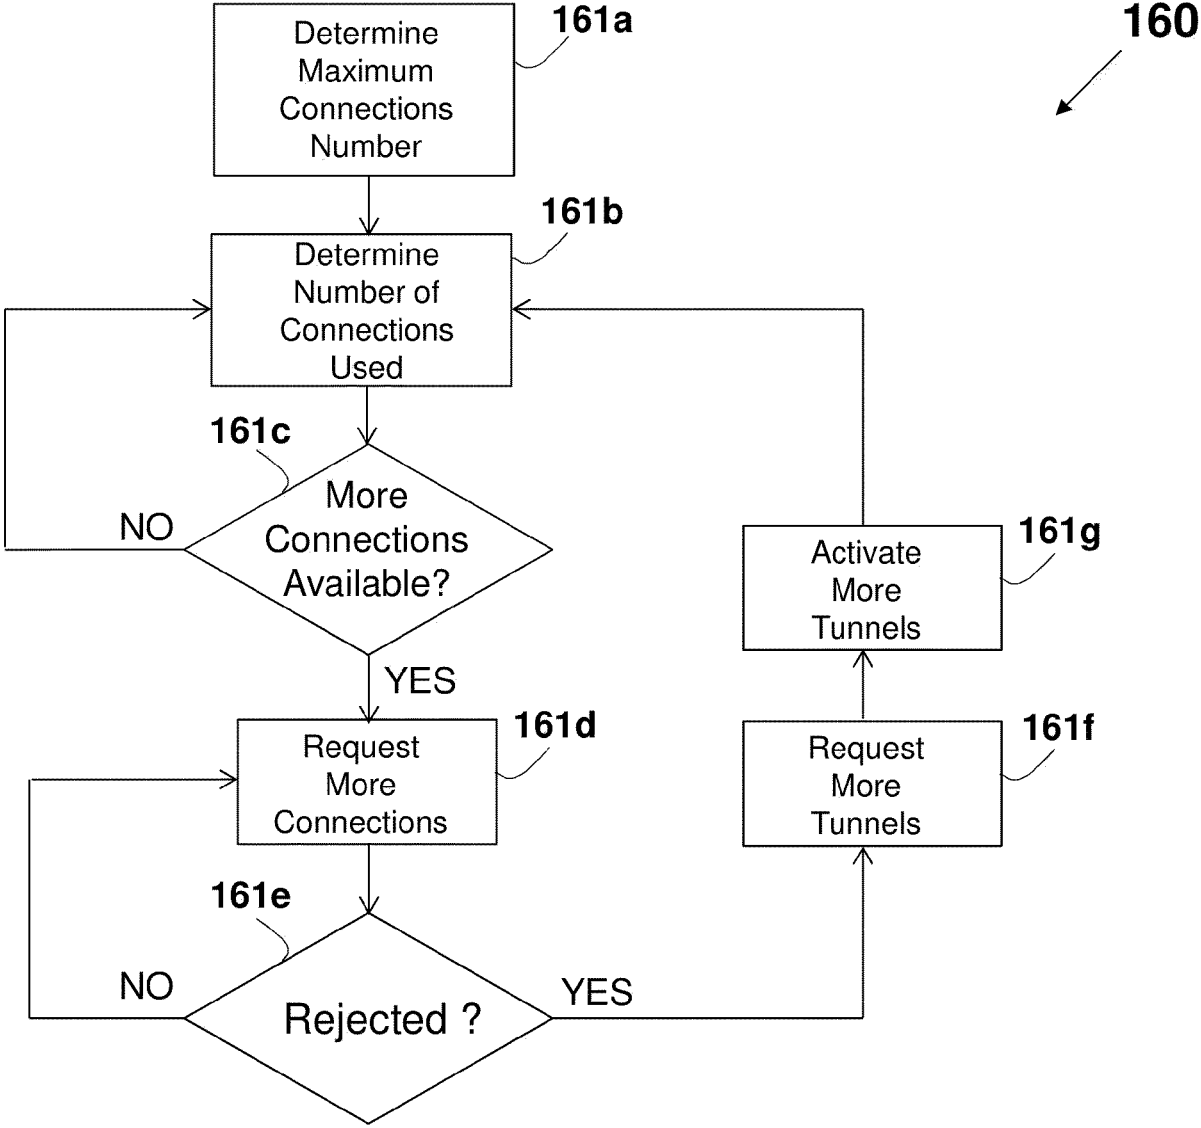 160
Determine
Maximum
Connections
Number
161a
Determine
Number of
Connections
Used
161b
161c
More
Connections
Available?
NO
YES
Request
More
Connections
161d
161e
Rejected ?
NO
YES
Request
More
Tunnels
161f
Activate
More
Tunnels
161g